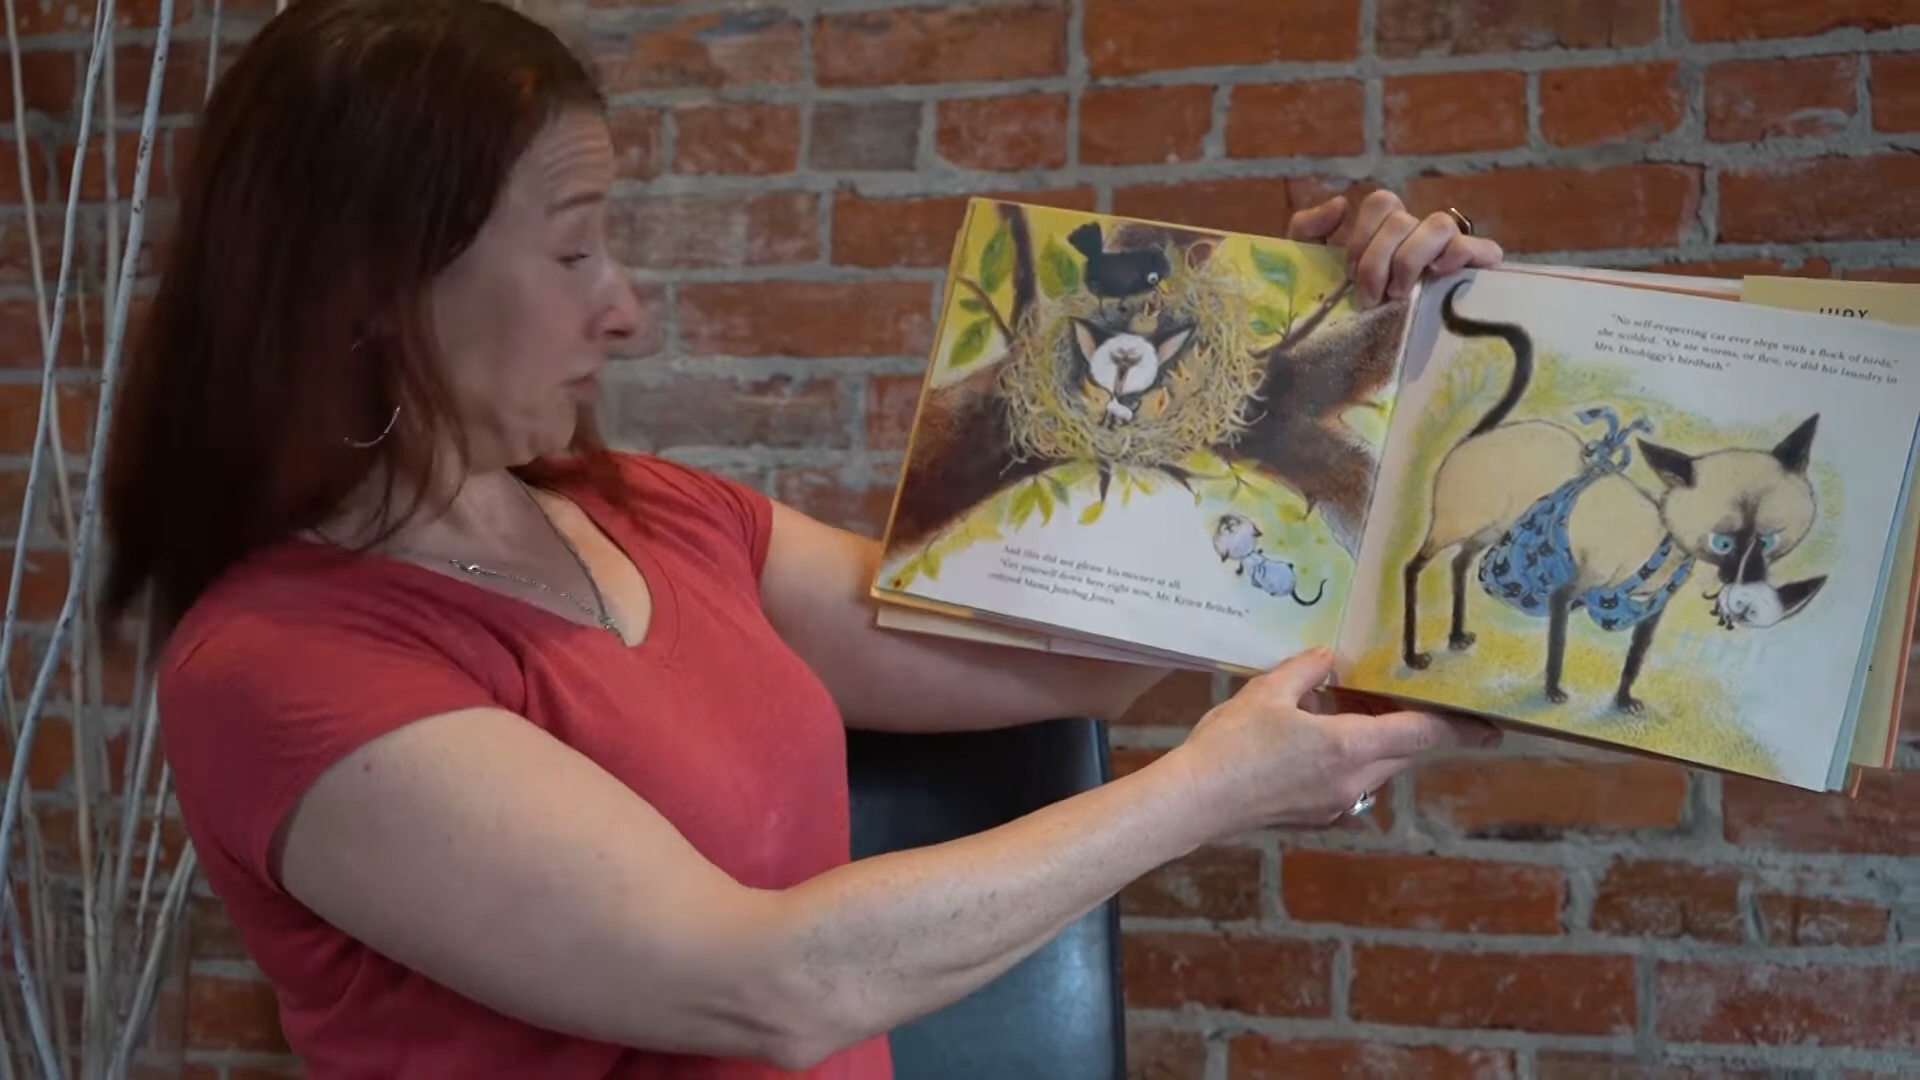 And this did not please his mother at all.
"Get yourself down here right now, Mr. Kitten Britches,"
ordered Mama Junebug Jones.
"No self-respecting cat ever slept with a flock of birds,"
she scolded. "Or ate worms, or flew, or did his laundry in
Mrs. Doohiggy's birdbath."